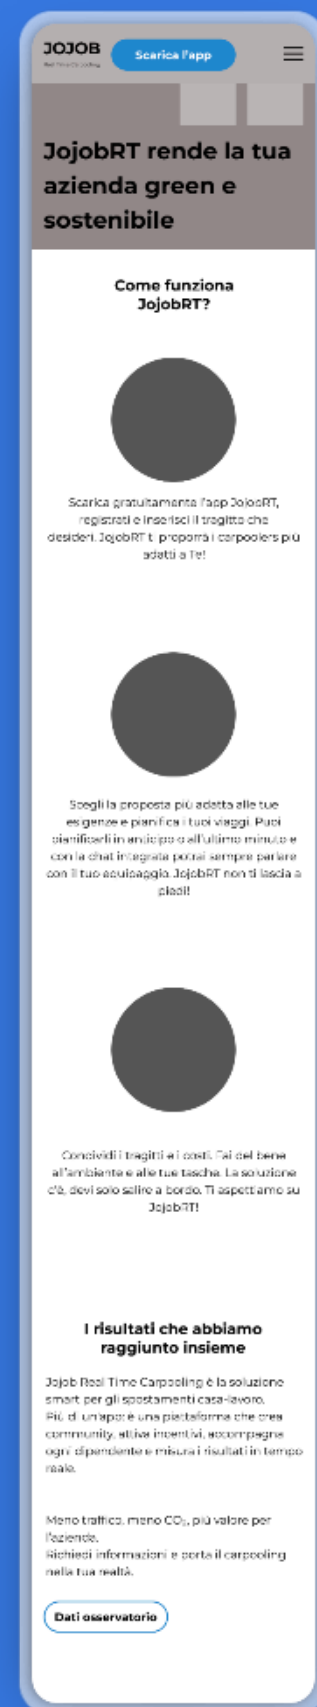 JOJOB
Real Time Carpooling
Scarica l'app
JojobRT rende la tua
azienda green e
sostenibile
Come funziona
JojobRT?
Scarica gratuitamente l'app JojobRT,
registrati e inserisci il tragitto che
desideri. JojobRT ti proporrà i carpoolers più
adatti a Te!
Scegli la proposta più adatta alle tue
esigenze e pianifica i tuoi viaggi. Puoi
pianificarli in anticipo o all'ultimo minuto e
con la chat integrata potrai sempre parlare
con il tuo equipaggio. JojobRT non ti lascia a
piedi!
Condividi i tragitti e i costi. Fai del bene
all'ambiente e alle tue tasche. La soluzione
c'è, devi solo salire a bordo. Ti aspettiamo su
JojobRT!
I risultati che abbiamo
raggiunto insieme
Jojob Real Time Carpooling è la soluzione
smart per gli spostamenti casa-lavoro.
Più di un'app: è una piattaforma che crea
community, attiva incentivi, accompagna
ogni dipendente e misura i risultati in tempo
reale.
Meno traffico, meno CO₂, più valore per
l'azienda.
Richiedi informazioni e porta il carpooling
nella tua realtà.
Dati osservatorio